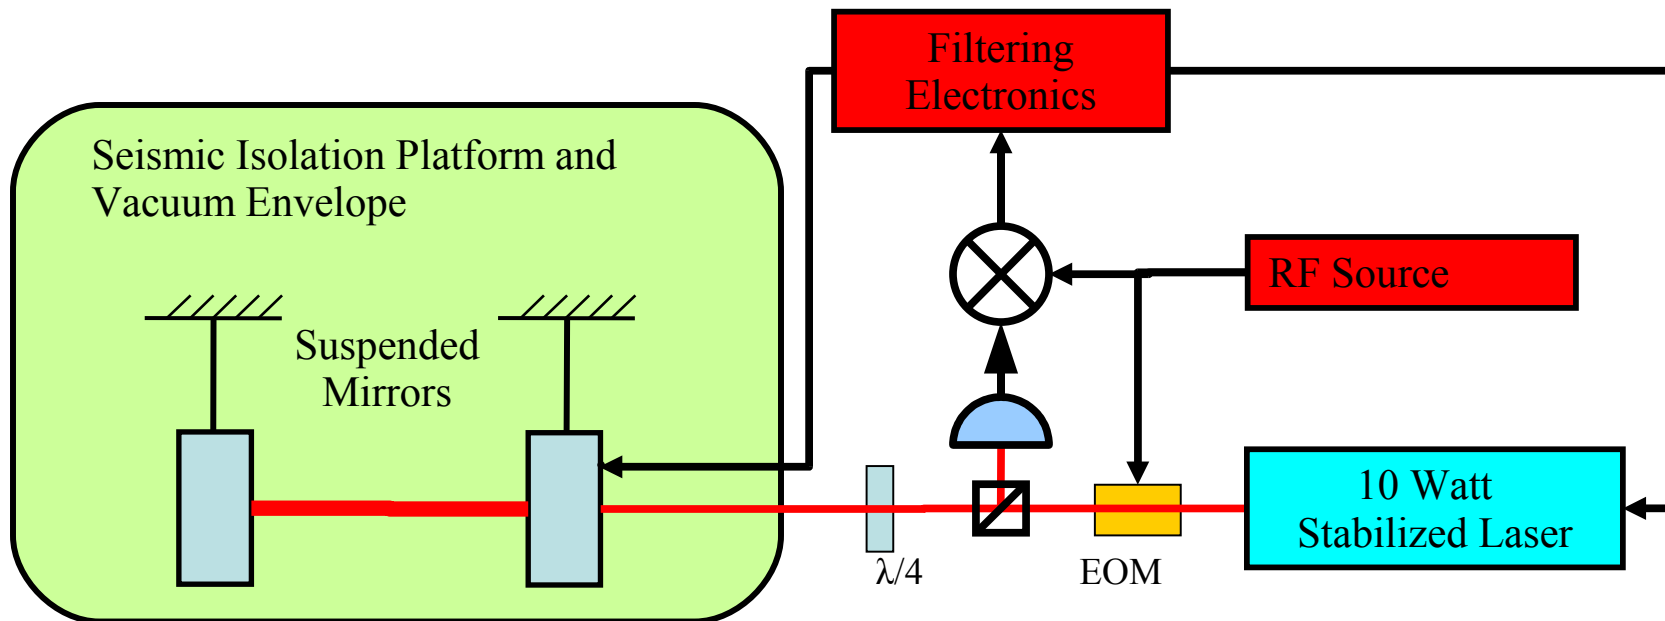 Filtering
Electronics
Seismic Isolation Platform and
Vacuum Envelope
RF Source
Suspended
Mirrors
10 Watt
Stabilized Laser
λ/4
EOM